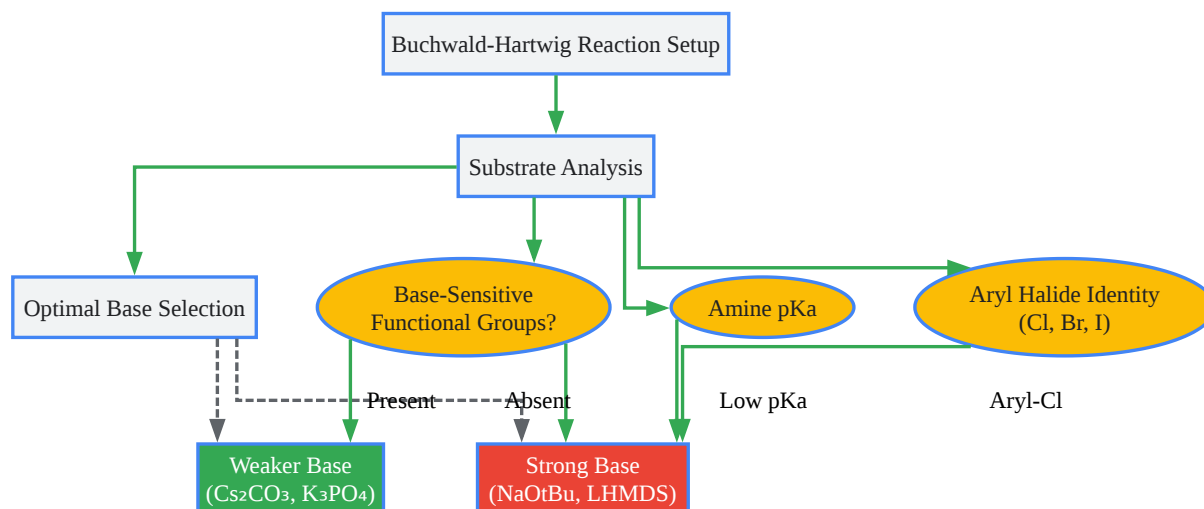 Buchwald-Hartwig Reaction Setup
Substrate Analysis
Optimal Base Selection
Base-Sensitive
Functional Groups?
Amine pKa
Aryl Halide Identity
(Cl, Br, I)
Present
Absent
Low pKa
Aryl-Cl
Weaker Base
(Cs₂CO₃, K₃PO₄)
Strong Base
(NaOtBu, LHMDS)